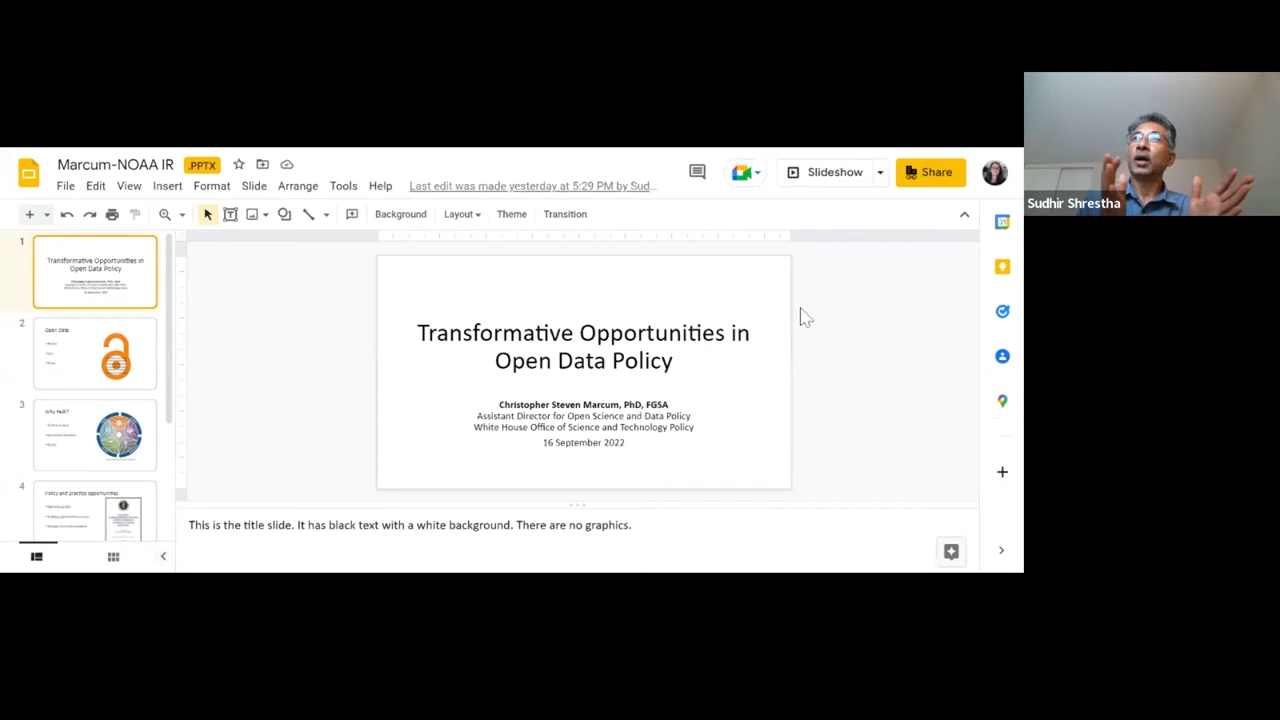 Marcum-NOAA IR .PPTX
File Edit View Insert Format Slide Arrange Tools Help Last edit was made yesterday at 5:29 PM by Sud...
Slideshow
Share
Sudhir Shrestha
Background Layout Theme Transition
1
Transformative Opportunities in
Open Data Policy
16 September 2022
2
Open Data
3
Why FAIR?
4
Policy and practice opportunities
Transformative Opportunities in
Open Data Policy
Christopher Steven Marcum, PhD, FGSA
Assistant Director for Open Science and Data Policy
White House Office of Science and Technology Policy
16 September 2022
This is the title slide. It has black text with a white background. There are no graphics.